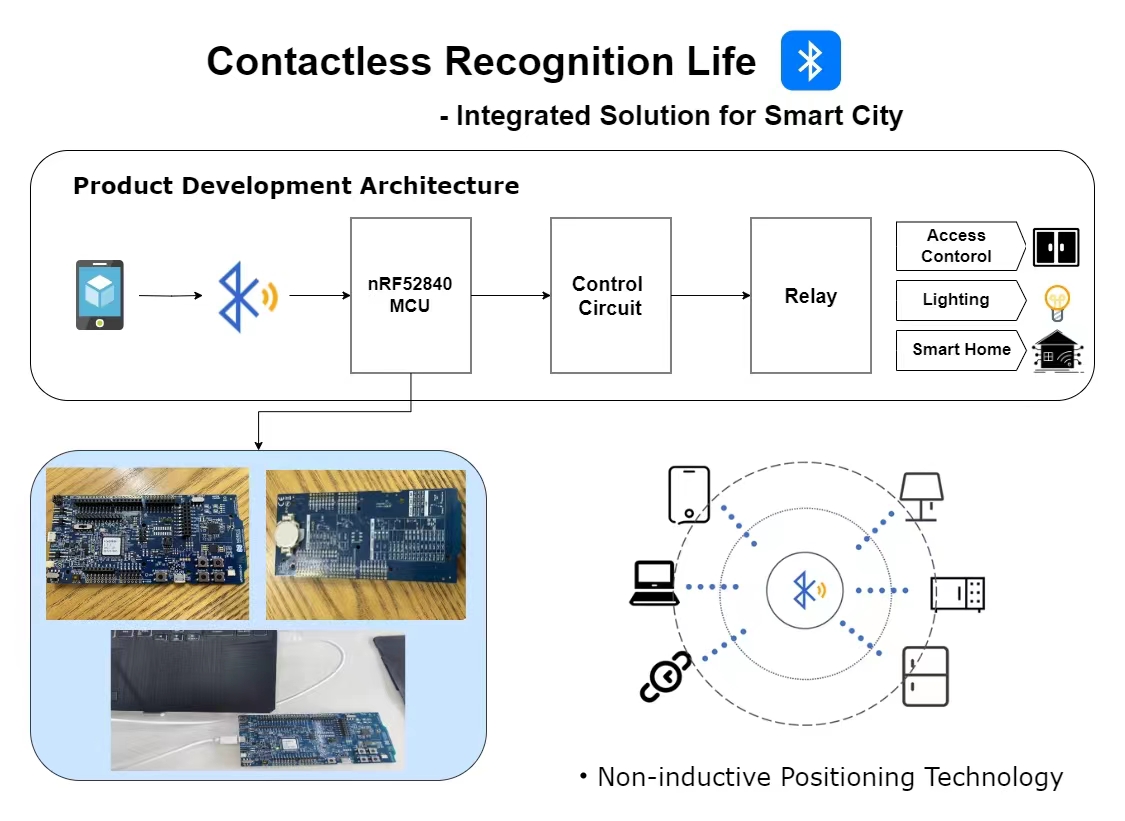 Contactless Recognition Life
- Integrated Solution for Smart City
Product Development Architecture
nRF52840
MCU
Control
Circuit
Relay
Access
Contorol
Lighting
Smart Home
• Non-inductive Positioning Technology